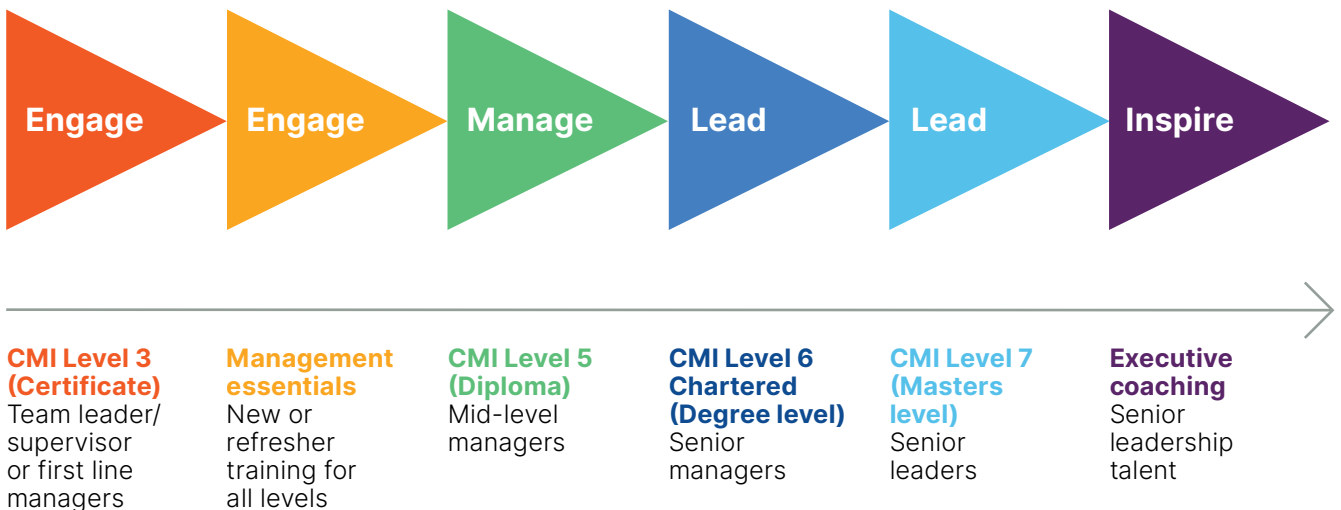 Engage
Engage
Manage
Lead
Lead
Inspire
CMI Level 3
(Certificate)
Team leader/
supervisor
or first line
managers
Management
essentials
New or
refresher
training for
all levels
CMI Level 5
(Diploma)
Mid-level
managers
CMI Level 6
Chartered
(Degree level)
Senior
managers
CMI Level 7
(Masters
level)
Senior
leaders
Executive
coaching
Senior
leadership
talent